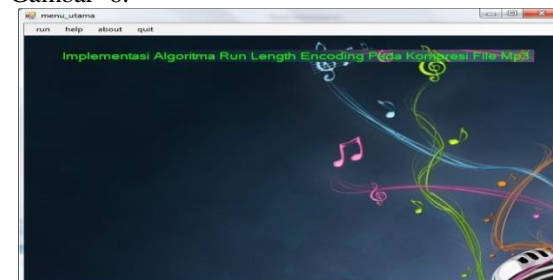 Gambar 6.
menu_utama
run help about quit
Implementasi Algoritma Run Length Encoding Pada Kompresi File Mp3